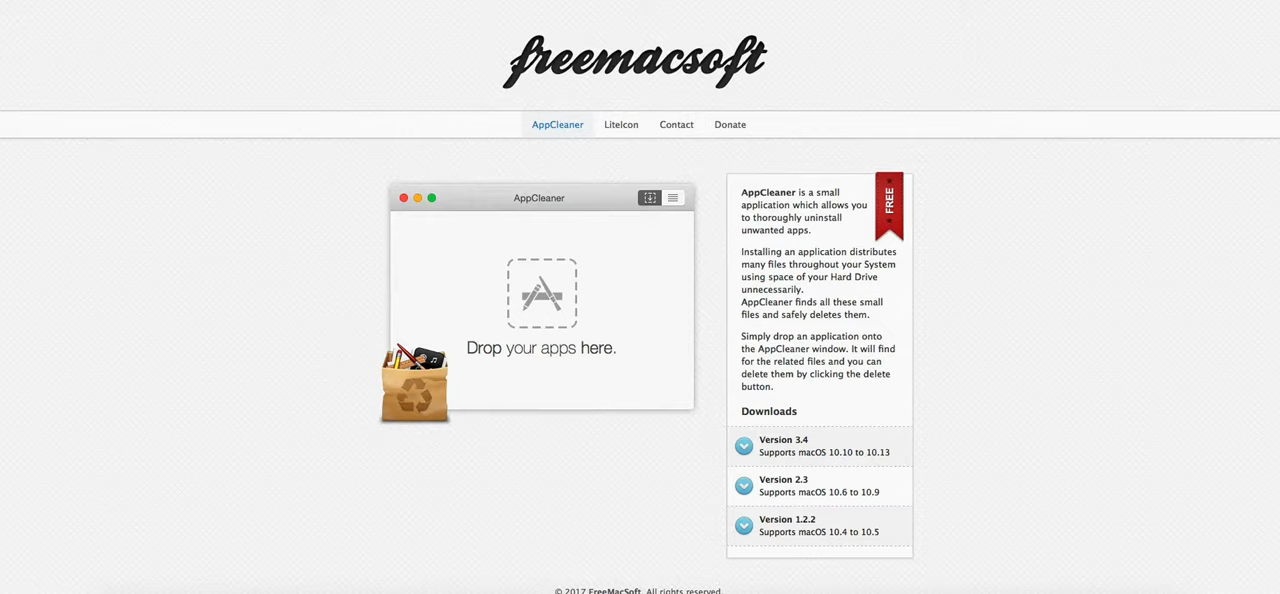 freemacsoft
AppCleaner
LiteIcon
Contact
Donate
AppCleaner
Drop your apps here.
FREE
AppCleaner is a small
application which allows you
to thoroughly uninstall
unwanted apps.
Installing an application distributes
many files throughout your System
using space of your Hard Drive
unnecessarily.
AppCleaner finds all these small
files and safely deletes them.
Simply drop an application onto
the AppCleaner window. It will find
for the related files and you can
delete them by clicking the delete
button.
Downloads
Version 3.4
Supports macOS 10.10 to 10.13
Version 2.3
Supports macOS 10.6 to 10.9
Version 1.2.2
Supports macOS 10.4 to 10.5
© 2017 FreeMacSoft. All rights reserved.